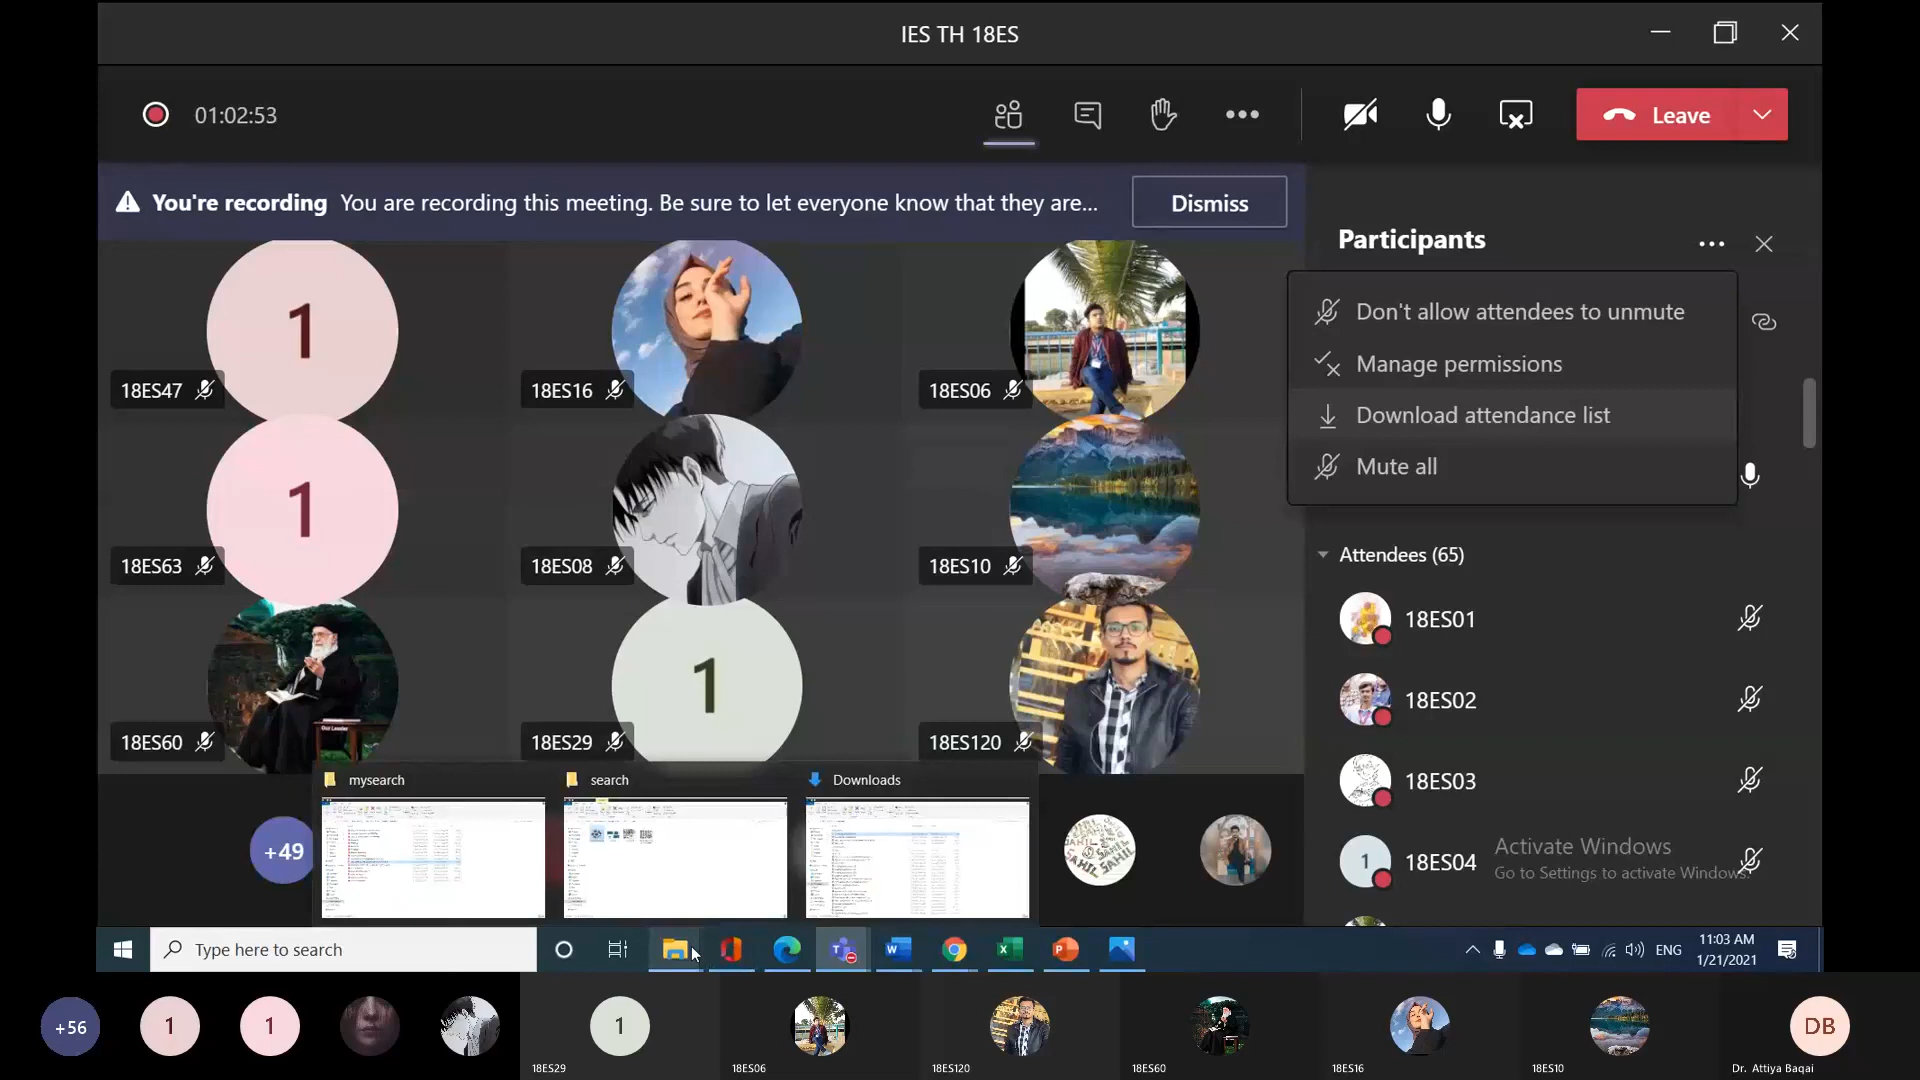 IES TH 18ES
01:02:53
Leave
You're recording You are recording this meeting. Be sure to let everyone know that they are...
Dismiss
Participants
Don't allow attendees to unmute
Manage permissions
Download attendance list
Mute all
1
18ES47
18ES16
18ES06
1
18ES63
18ES08
18ES10
Our Leader
18ES60
1
18ES29
18ES120
Attendees (65)
18ES01
18ES02
18ES03
1
18ES04
Activate Windows
Go to Settings to activate Windows.
+49
mysearch
search
Downloads
SAHIL
Type here to search
ENG
11:03 AM
1/21/2021
+56
1
1
1
18ES29
18ES06
18ES120
18ES60
18ES16
18ES10
DB
Dr. Attiya Baqai